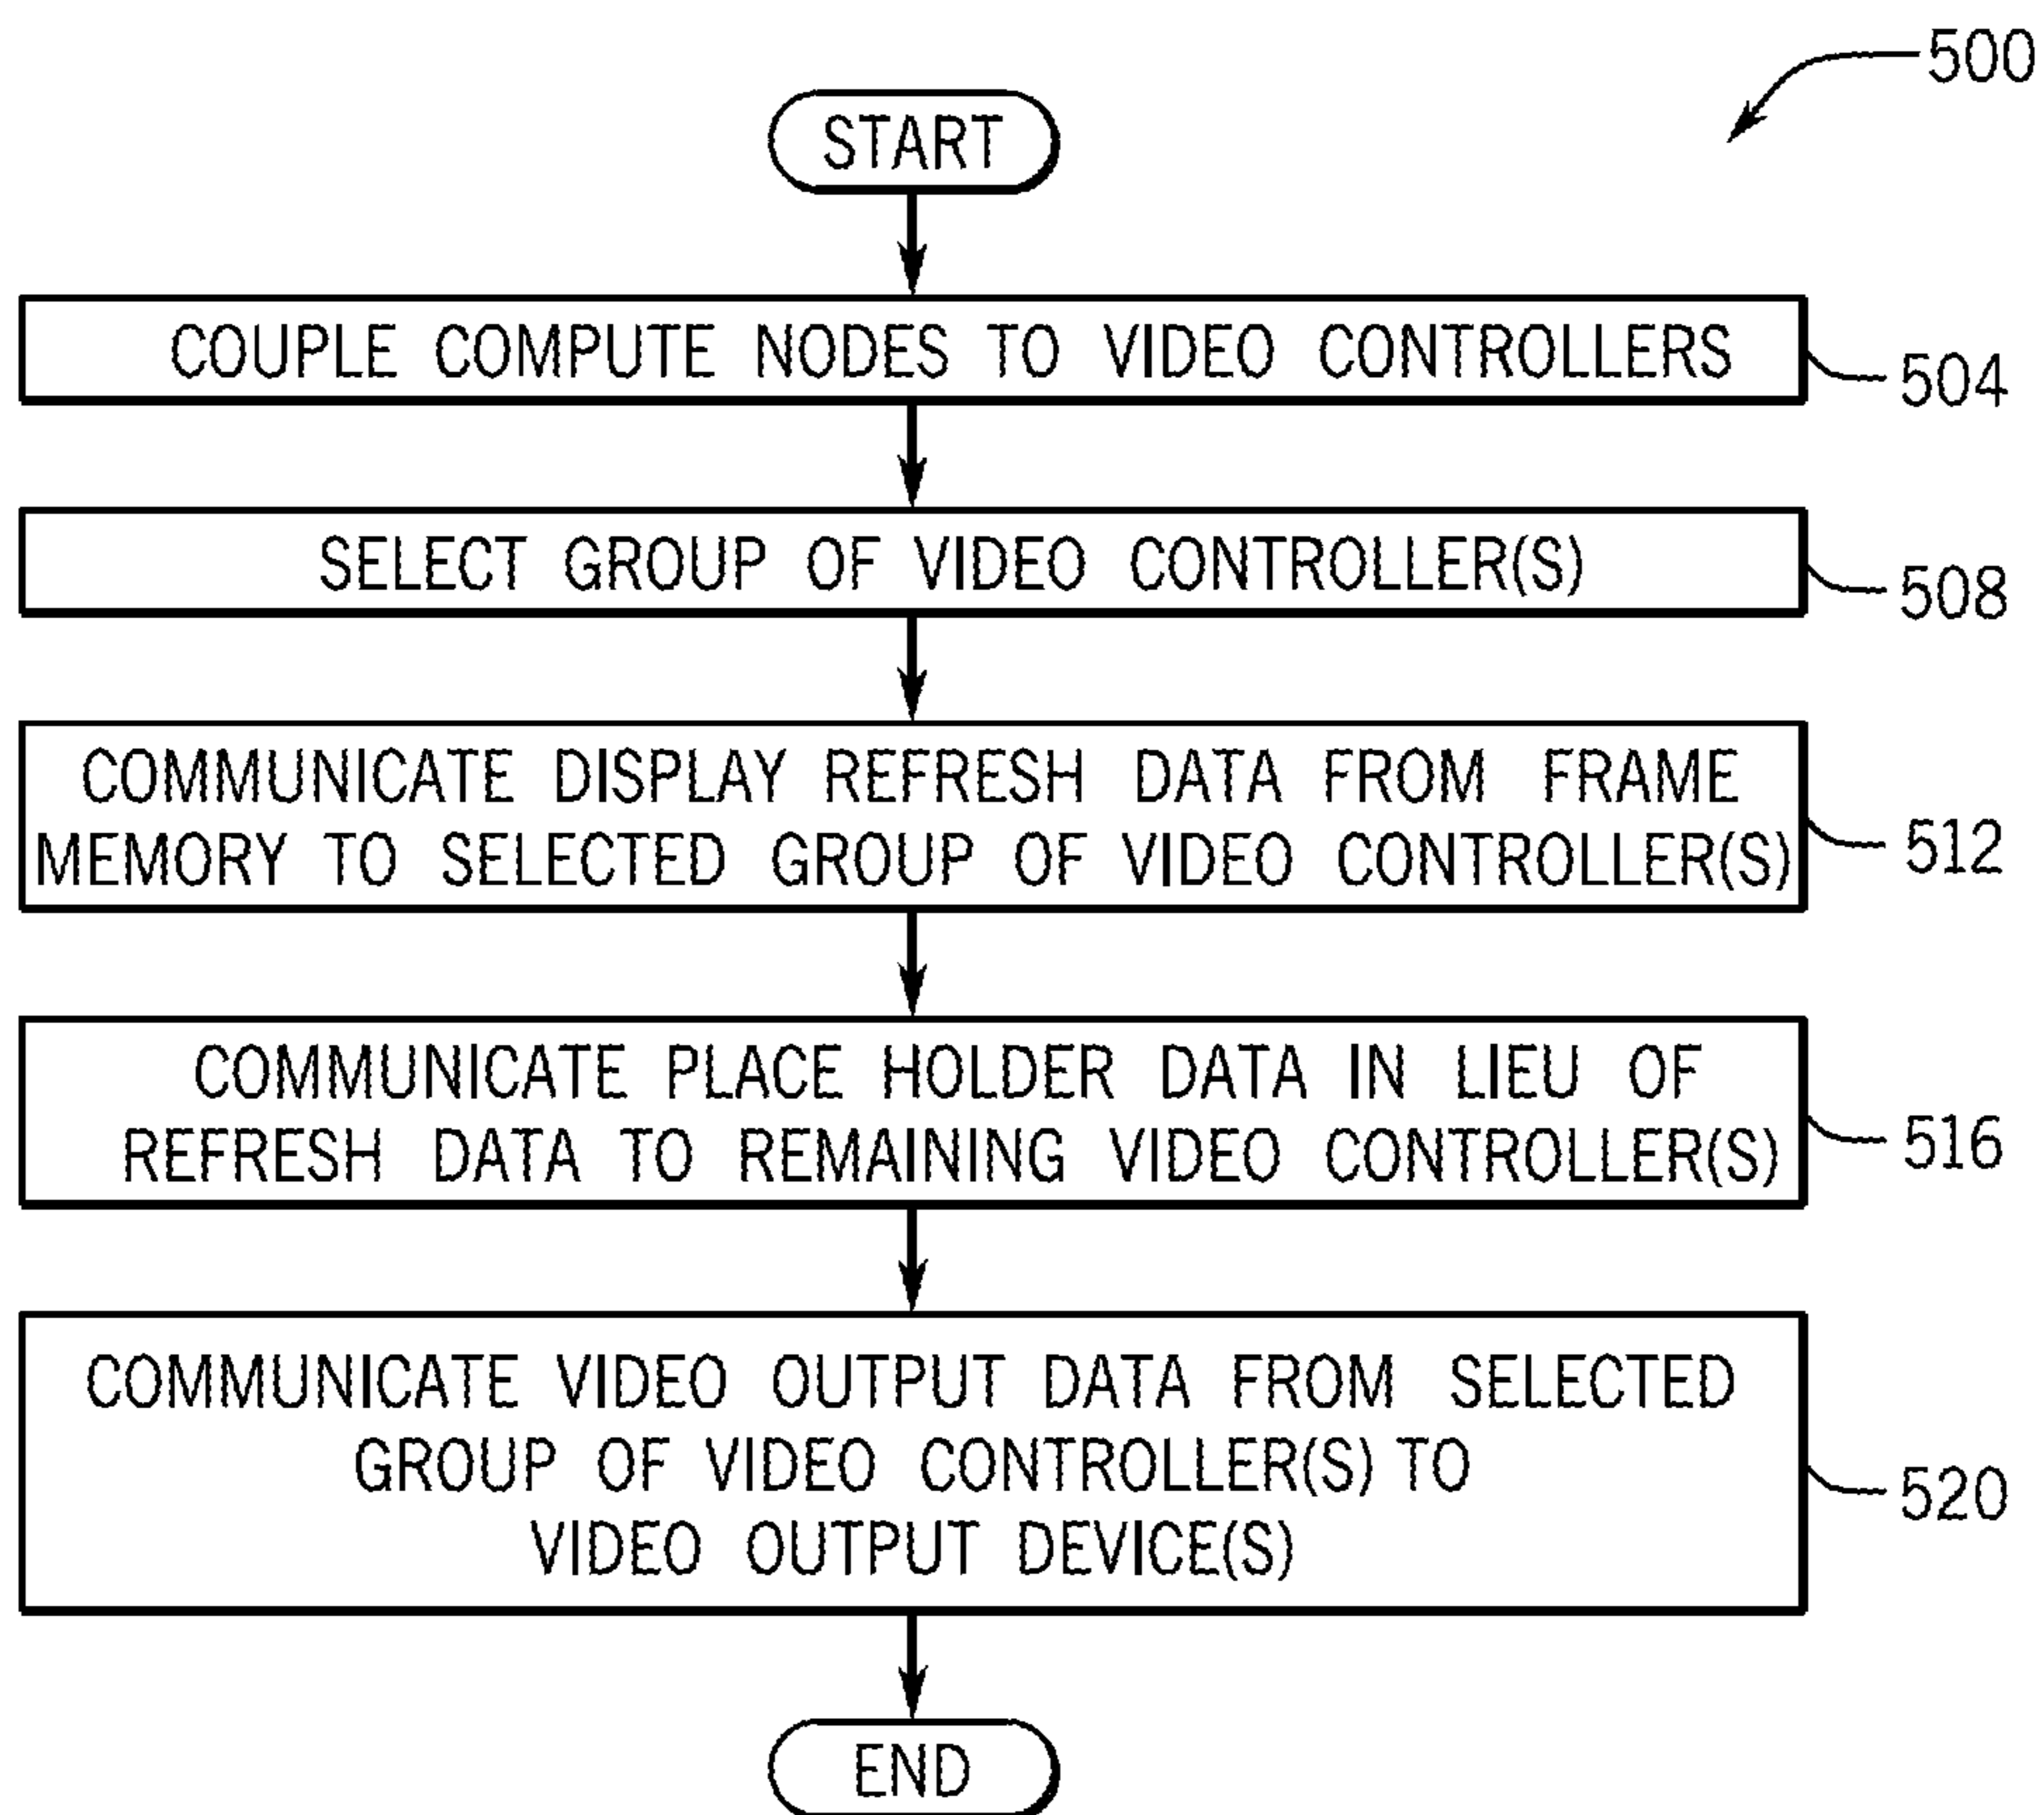 500
START
COUPLE COMPUTE NODES TO VIDEO CONTROLLERS
504
SELECT GROUP OF VIDEO CONTROLLER(S)
508
COMMUNICATE DISPLAY REFRESH DATA FROM FRAME
MEMORY TO SELECTED GROUP OF VIDEO CONTROLLER(S)
512
COMMUNICATE PLACE HOLDER DATA IN LIEU OF
REFRESH DATA TO REMAINING VIDEO CONTROLLER(S)
516
COMMUNICATE VIDEO OUTPUT DATA FROM SELECTED
GROUP OF VIDEO CONTROLLER(S) TO
VIDEO OUTPUT DEVICE(S)
520
END